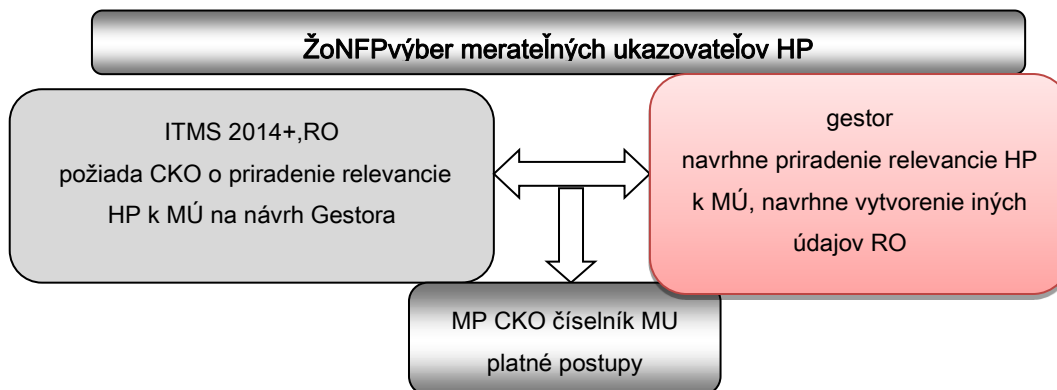 ŽoNFPvýber merateľných ukazovateľov HP
ITMS 2014+,RO
požiada CKO o priradenie relevancie
HP k MÚ na návrh Gestora
gestor
navrhne priradenie relevancie HP
k MÚ, navrhne vytvorenie iných
údajov RO
MP CKO číselník MU
platné postupy